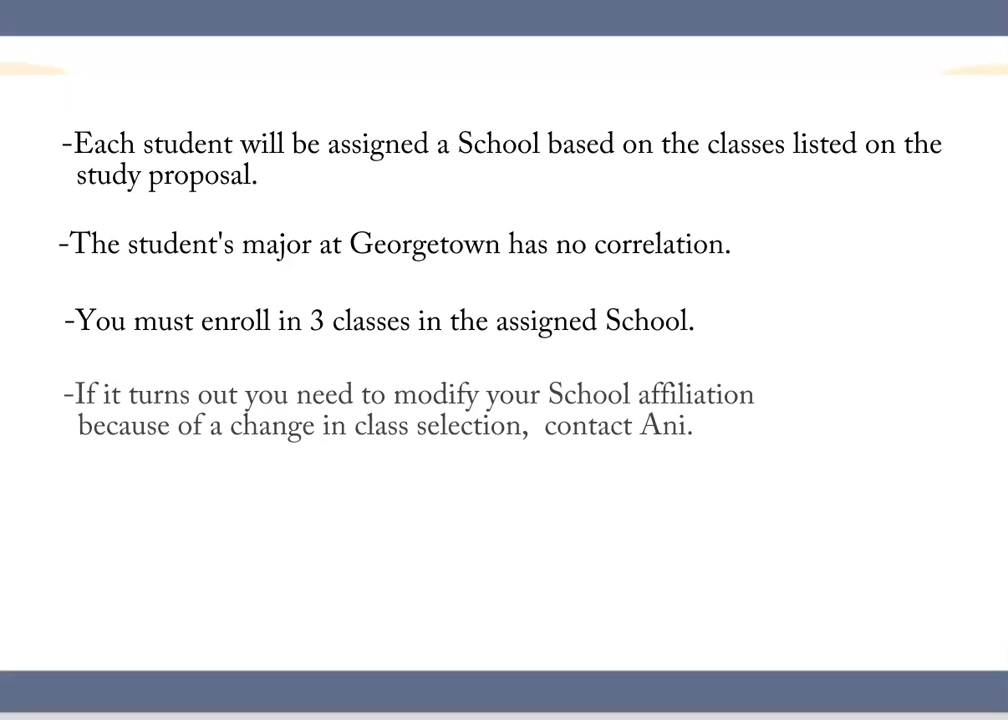 -Each student will be assigned a School based on the classes listed on the
study proposal.
-The student's major at Georgetown has no correlation.
-You must enroll in 3 classes in the assigned School.
-If it turns out you need to modify your School affiliation
because of a change in class selection,  contact Ani.